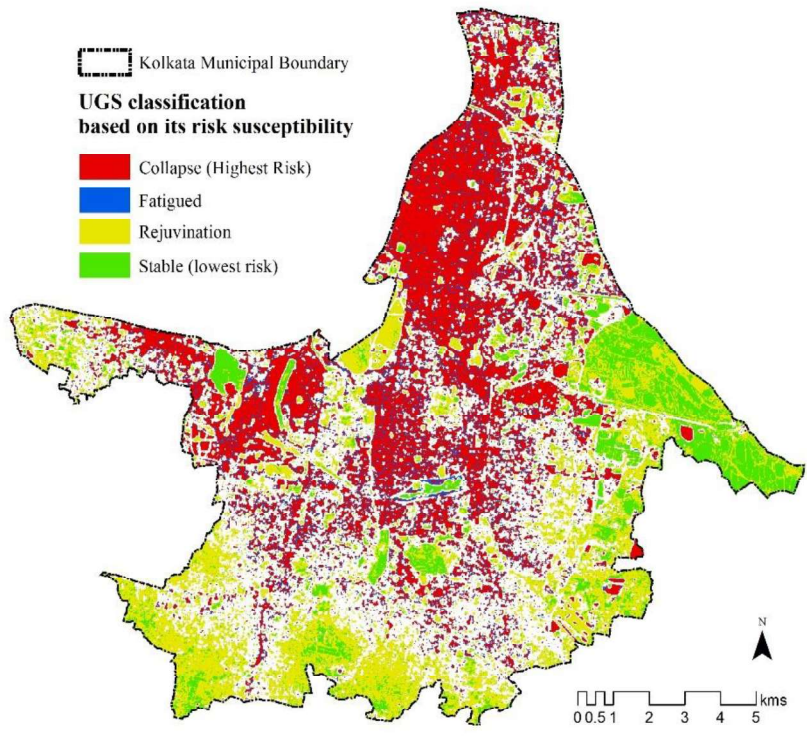 Kolkata Municipal Boundary
UGS classification
based on its risk susceptibility
Collapse (Highest Risk)
Fatigued
Rejuvination
Stable (lowest risk)
N
kms
0 0.5 1 2 3 4 5